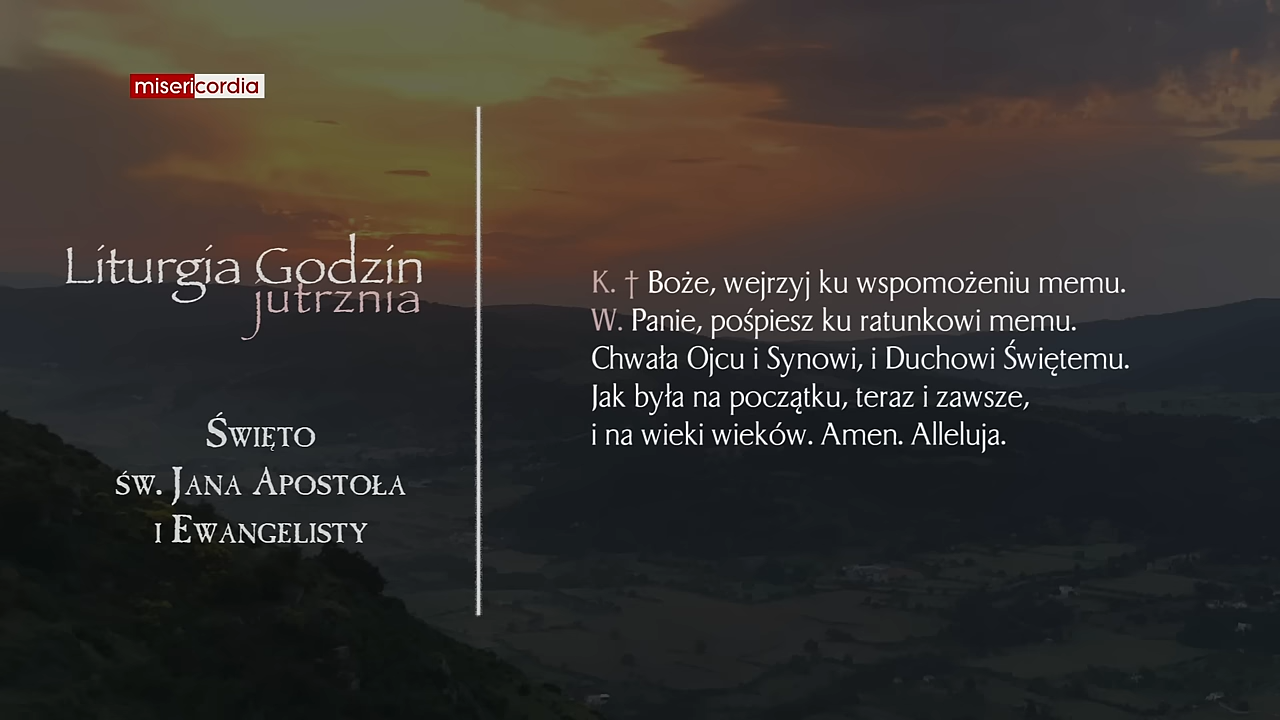 misericordia
Liturgia Godzin
jutrznia
Święto
św. Jana Apostoła
i Ewangelisty
K. † Boże, wejrzyj ku wspomożeniu memu.
W. Panie, pośpiesz ku ratunkowi memu.
Chwała Ojcu i Synowi, i Duchowi Świętemu.
Jak była na początku, teraz i zawsze,
i na wieki wieków. Amen. Alleluja.